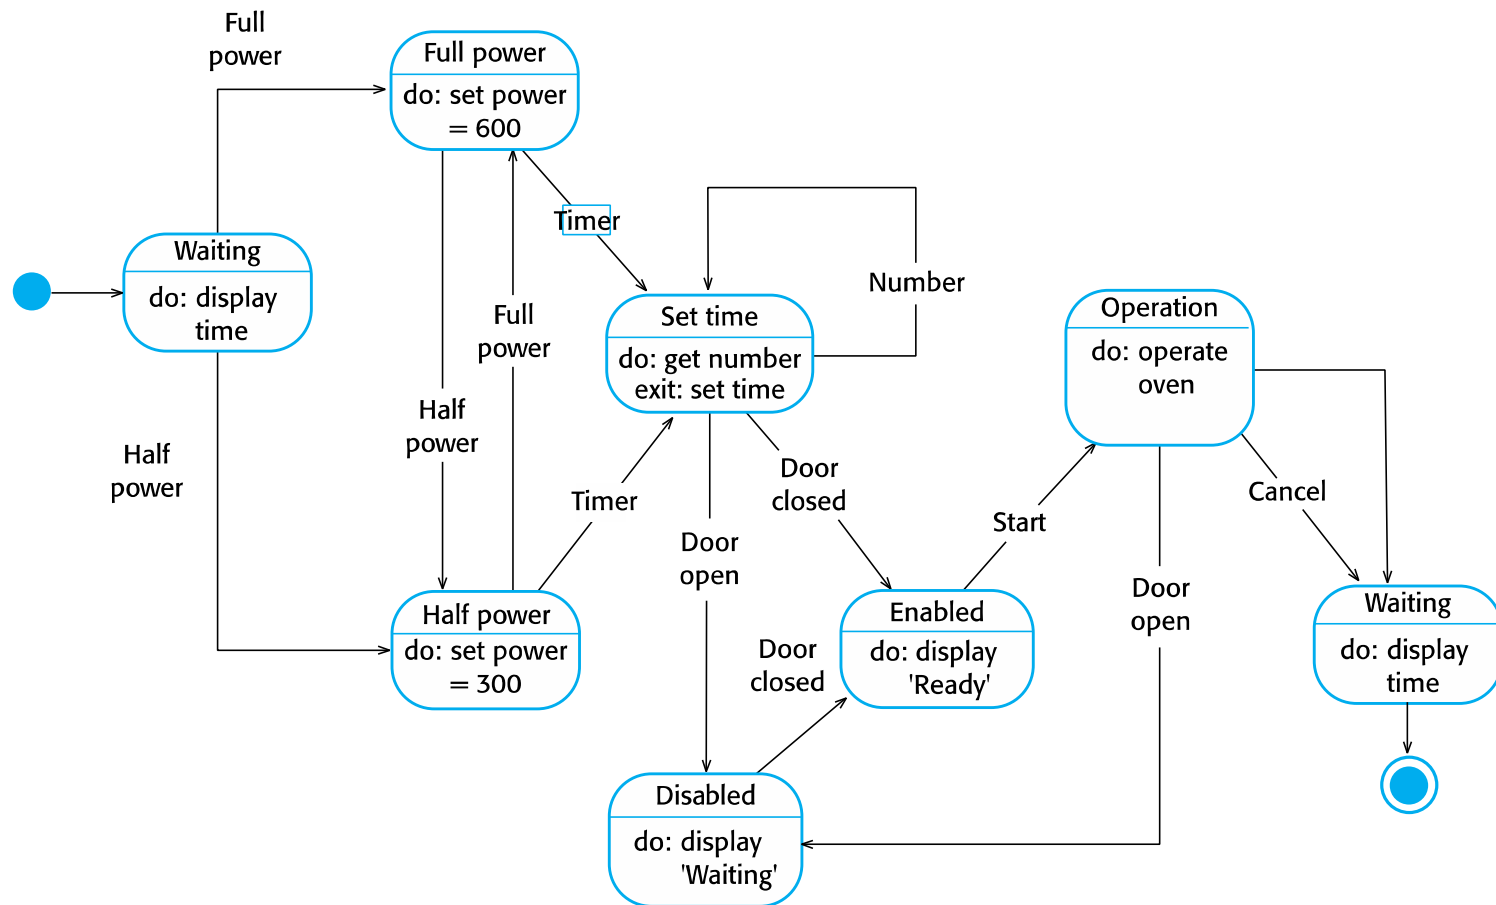 Full
power
Full power
do: set power
= 600
Timer
Waiting
do: display
time
Number
Full
power
Set time
do: get number
exit: set time
Operation
do: operate
oven
Half
power
Half
power
Timer
Door
closed
Door
open
Start
Cancel
Door
open
Half power
do: set power
= 300
Door
closed
Enabled
do: display
'Ready'
Waiting
do: display
time
Disabled
do: display
'Waiting'